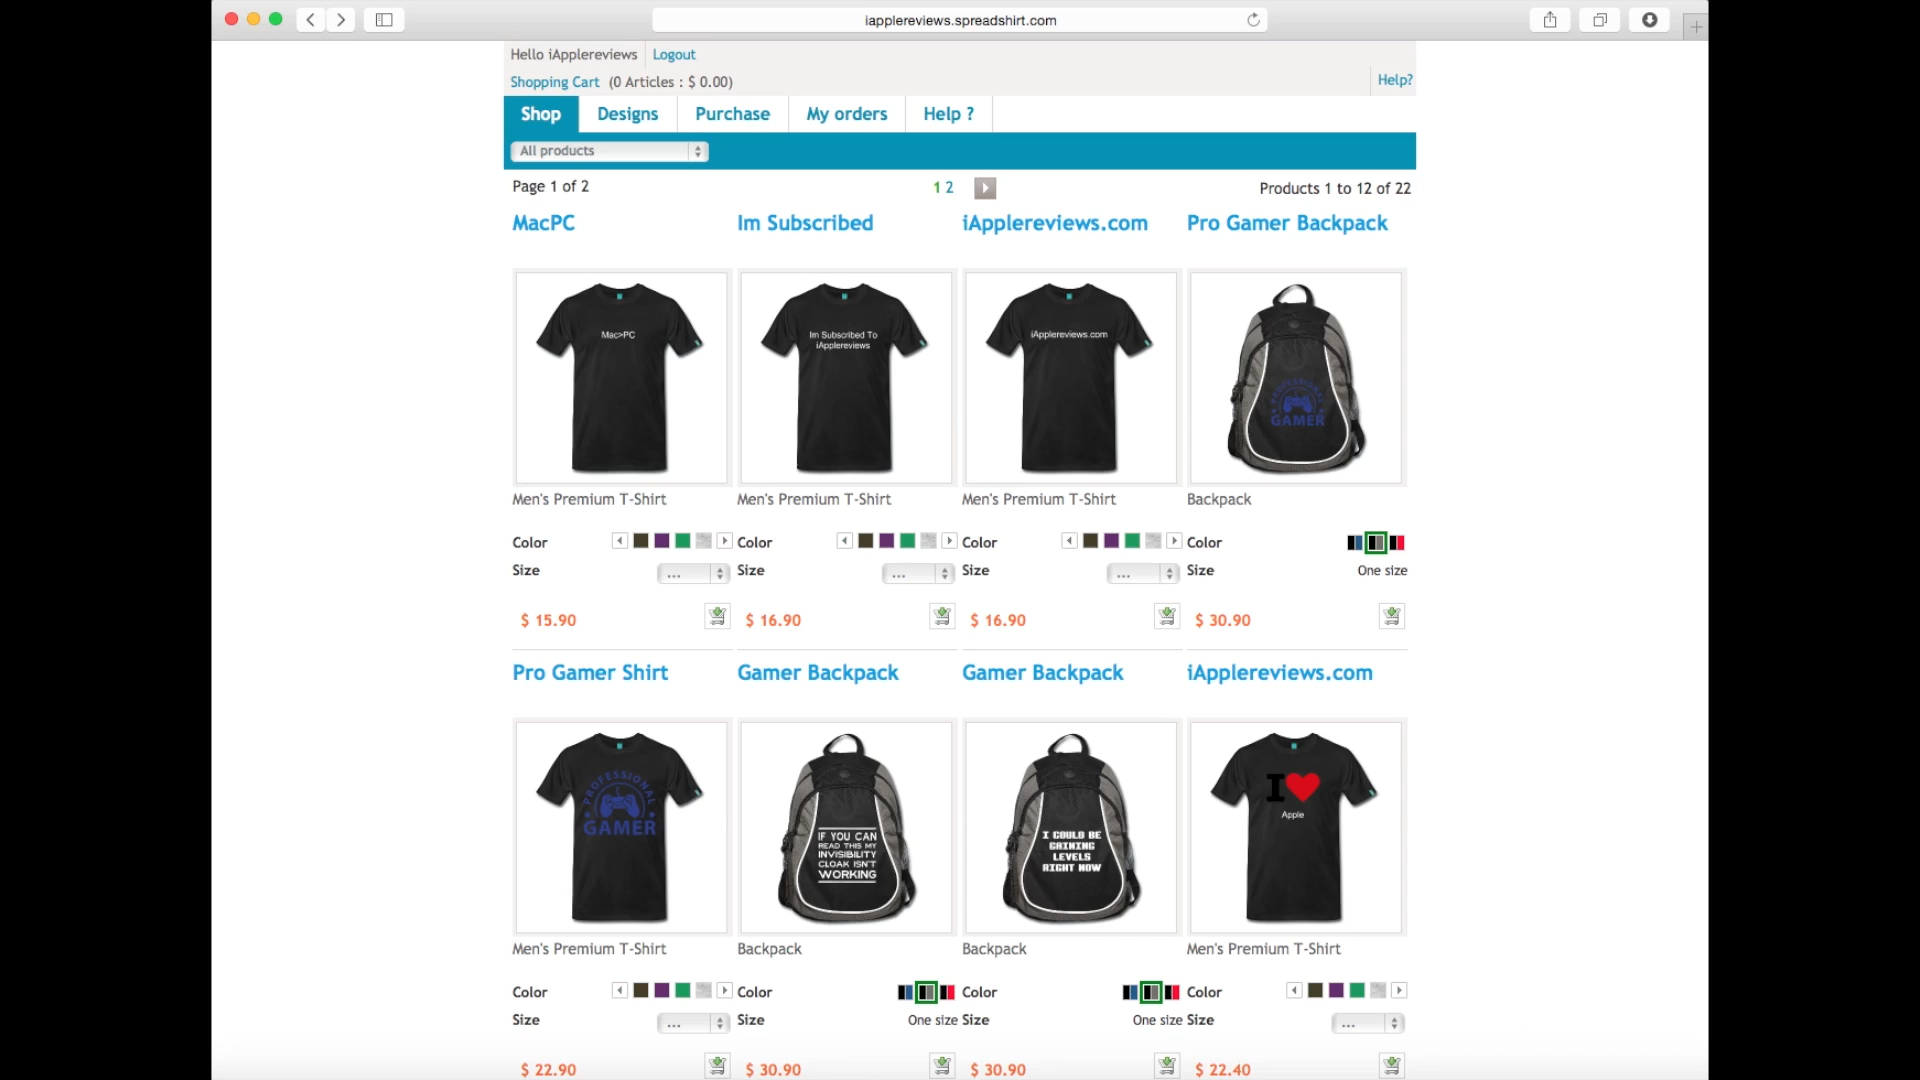 iapplereviews.spreadshirt.com
Hello iApplereviews Logout
Shopping Cart (0 Articles : $ 0.00) Help?
Shop Designs Purchase My orders Help ?
All products
Page 1 of 2 1 2 Products 1 to 12 of 22
MacPC Im Subscribed iApplereviews.com Pro Gamer Backpack
Mac>PC
Im Subscribed To
iApplereviews
iApplereviews.com
PROFESSIONAL
GAMER
Men's Premium T-Shirt Men's Premium T-Shirt Men's Premium T-Shirt Backpack
Color Color Color Color
Size ... Size ... Size ... Size One size
$ 15.90 $ 16.90 $ 16.90 $ 30.90
Pro Gamer Shirt Gamer Backpack Gamer Backpack iApplereviews.com
PROFESSIONAL
GAMER
IF YOU CAN
READ THIS MY
INVISIBILITY
CLOAK ISN'T
WORKING
I COULD BE
GAINING
LEVELS
RIGHT NOW
I
Apple
Men's Premium T-Shirt Backpack Backpack Men's Premium T-Shirt
Color Color Color Color
Size ... Size One size Size One size Size ...
$ 22.90 $ 30.90 $ 30.90 $ 22.40